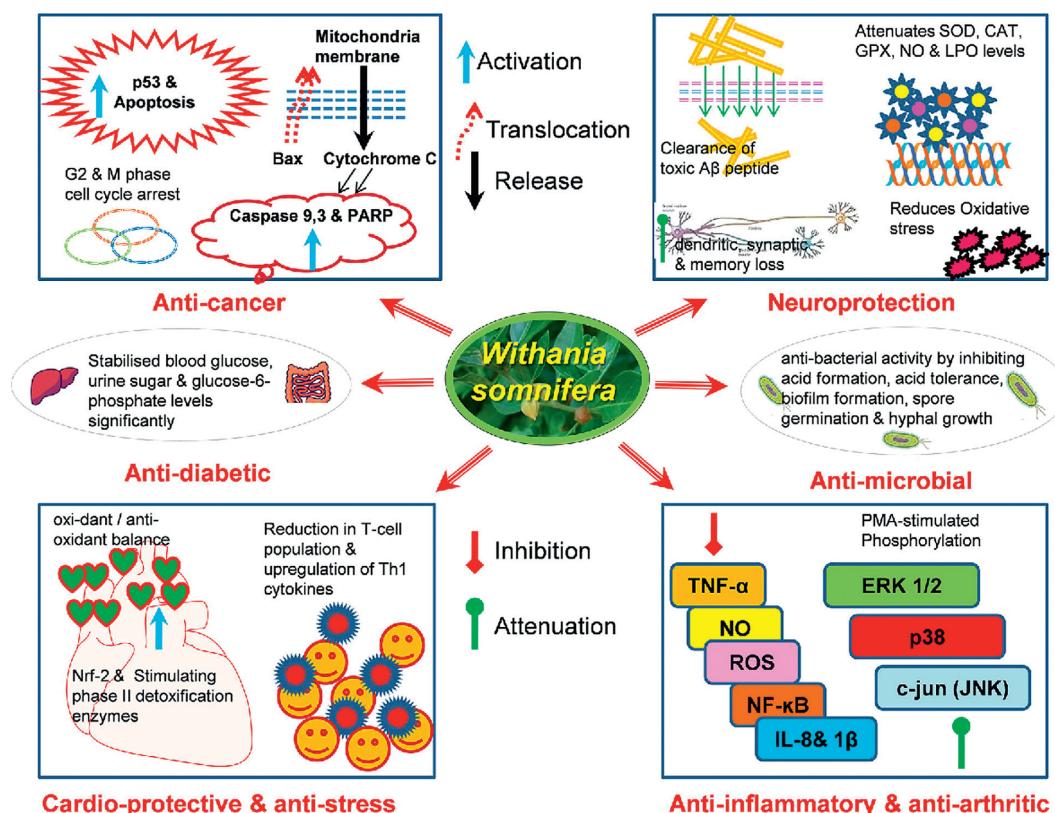 p53 &
Apoptosis
Mitochondria
membrane
Bax
Cytochrome C
G2 & M phase
cell cycle arrest
Caspase 9,3 & PARP
Anti-cancer
Activation
Translocation
Release
Attenuates SOD, CAT,
GPX, NO & LPO levels
Clearance of
toxic Aβ peptide
dendritic, synaptic
& memory loss
Reduces Oxidative
stress
Neuroprotection
Withania
somnifera
Stabilised blood glucose,
urine sugar & glucose-6-
phosphate levels
significantly
Anti-diabetic
anti-bacterial activity by inhibiting
acid formation, acid tolerance,
biofilm formation, spore
germination & hyphal growth
Anti-microbial
oxi-dant / anti-
oxidant balance
Nrf-2 & Stimulating
phase II detoxification
enzymes
Reduction in T-cell
population &
upregulation of Th1
cytokines
Cardio-protective & anti-stress
Inhibition
Attenuation
PMA-stimulated
Phosphorylation
TNF-α
NO
ROS
NF-κB
IL-8& 1β
ERK 1/2
p38
c-jun (JNK)
Anti-inflammatory & anti-arthritic